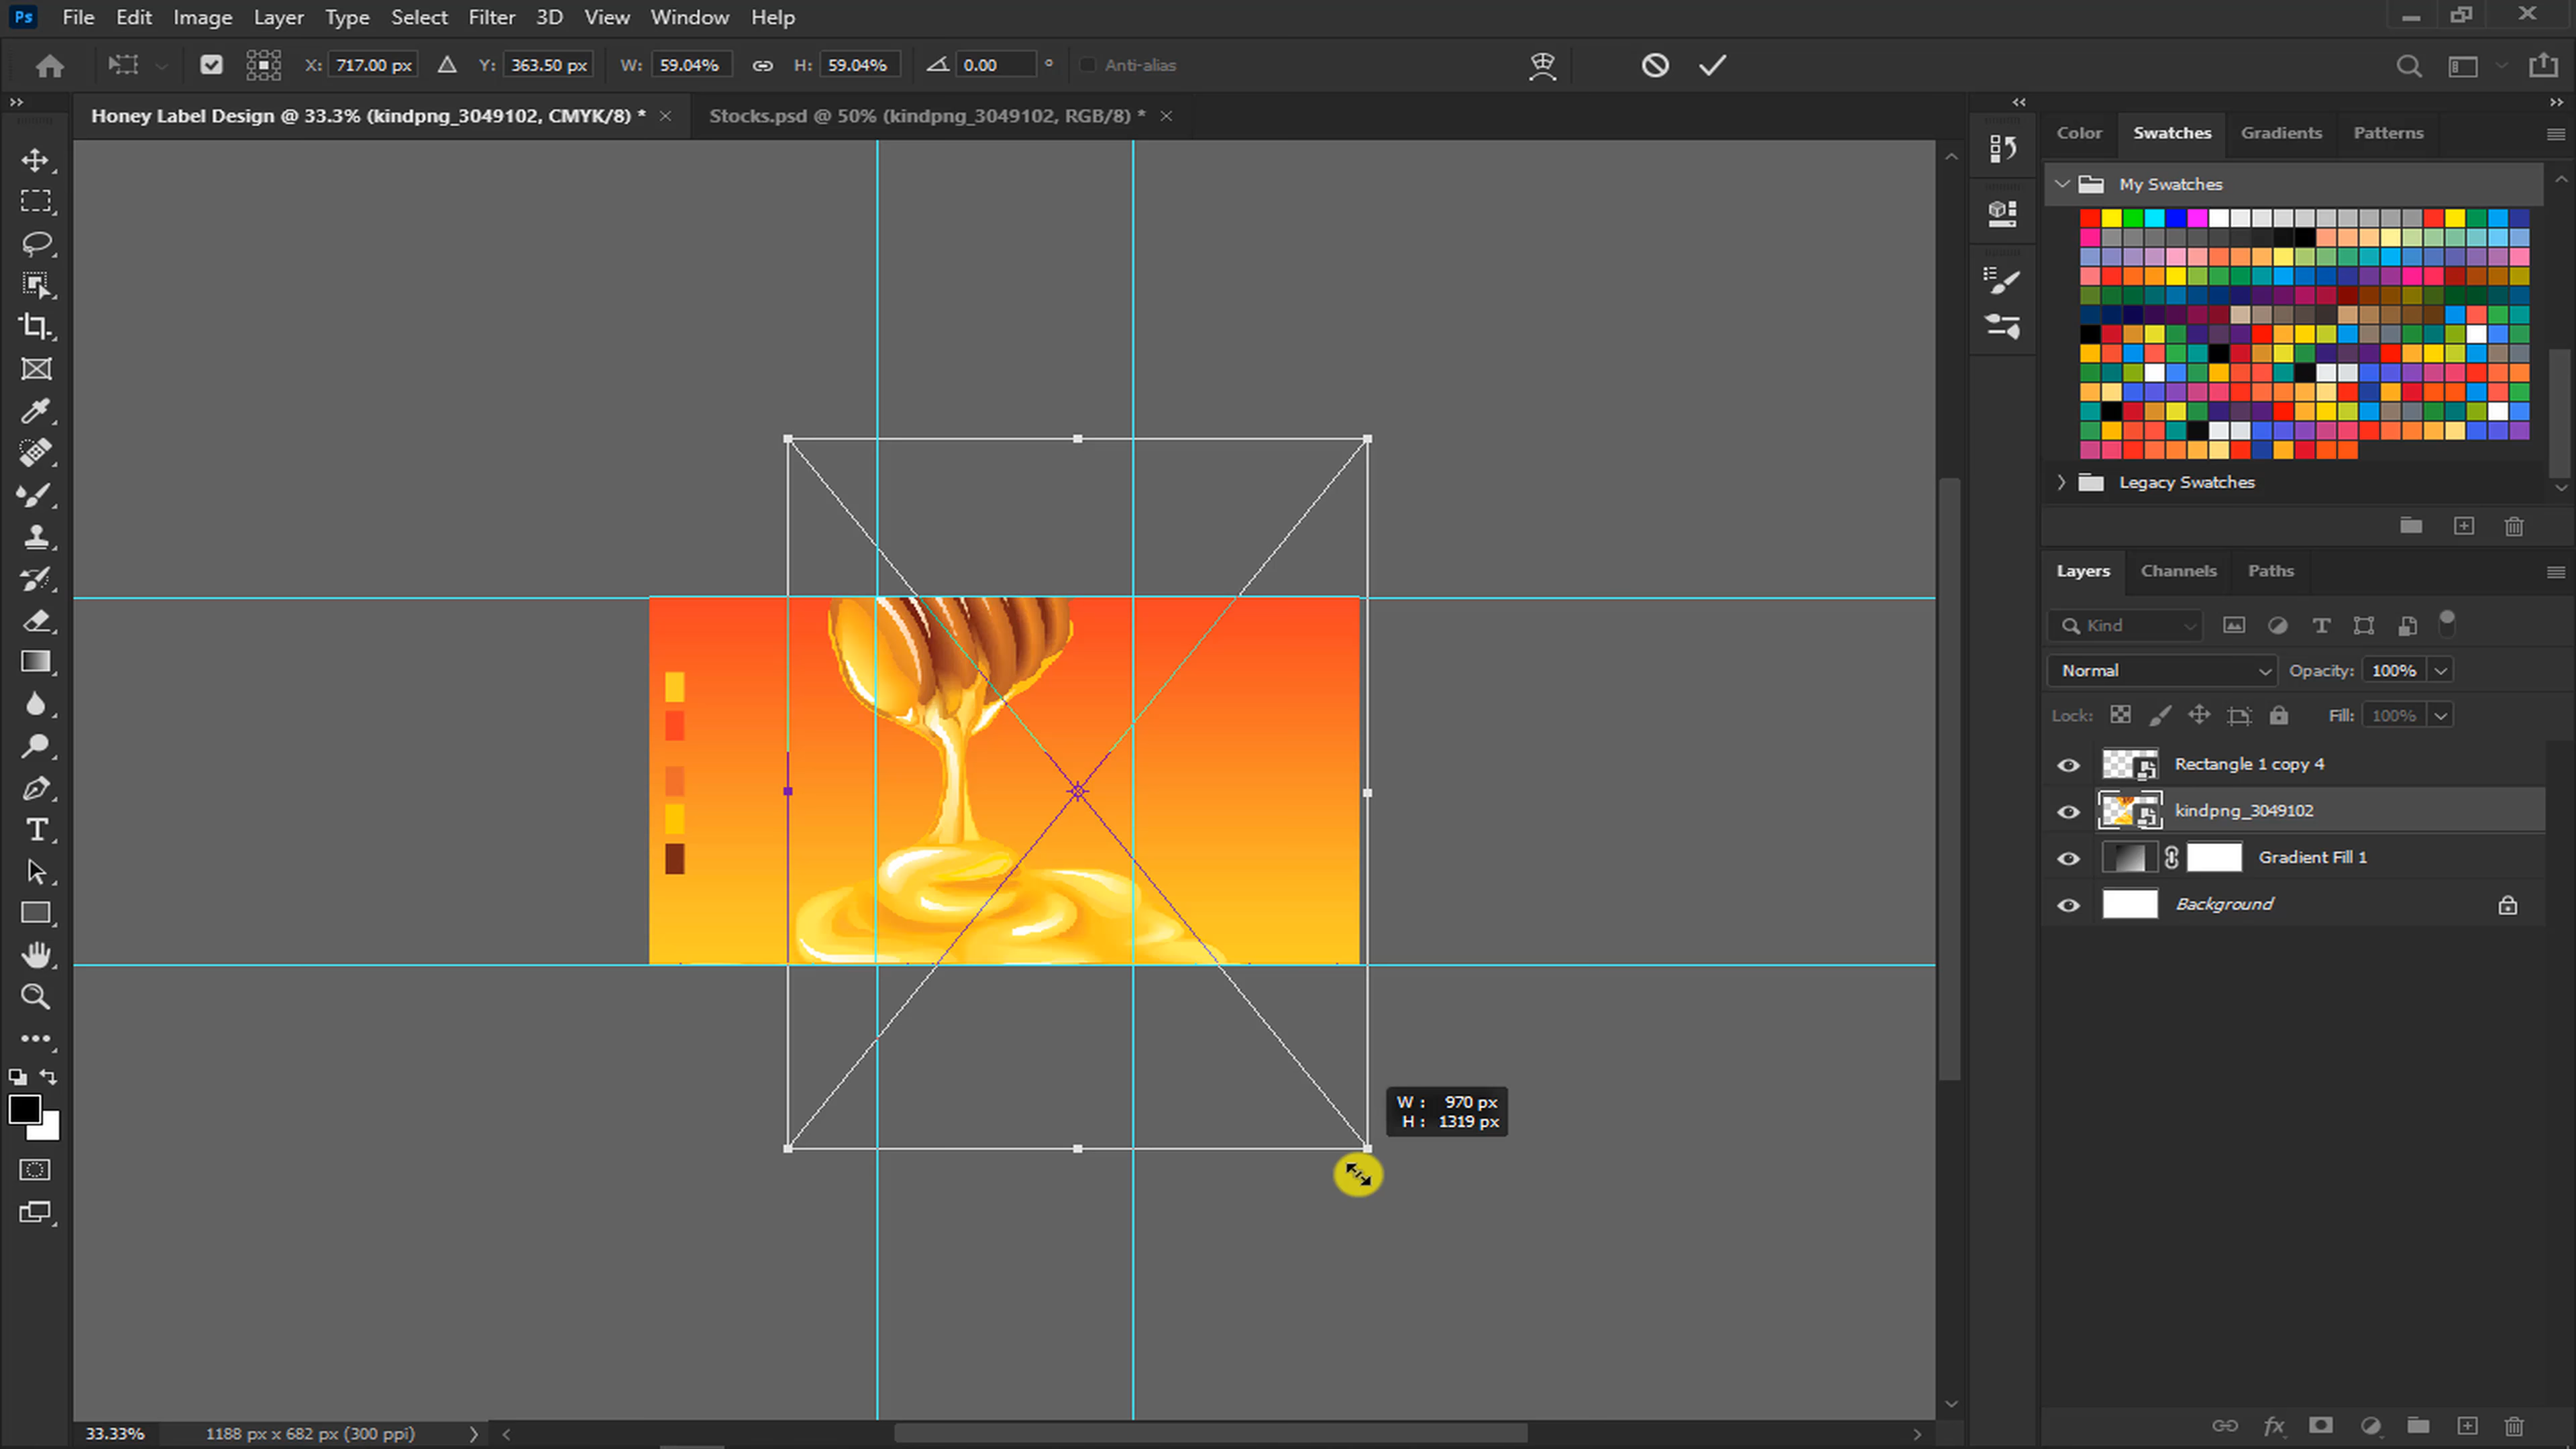 Ps File Edit Image Layer Type Select Filter 3D View Window Help
X: 717.00 px Y: 363.50 px W: 59.04% H: 59.04% 0.00 ° Anti-alias
Honey Label Design @ 33.3% (kindpng_3049102, CMYK/8) * Stocks.psd @ 50% (kindpng_3049102, RGB/8) *
Color Swatches Gradients Patterns
My Swatches
Legacy Swatches
Layers Channels Paths
Kind
Normal Opacity: 100%
Lock: Fill: 100%
Rectangle 1 copy 4
kindpng_3049102
Gradient Fill 1
Background
W : 970 px
H : 1319 px
33.33% 1188 px x 682 px (300 ppi)